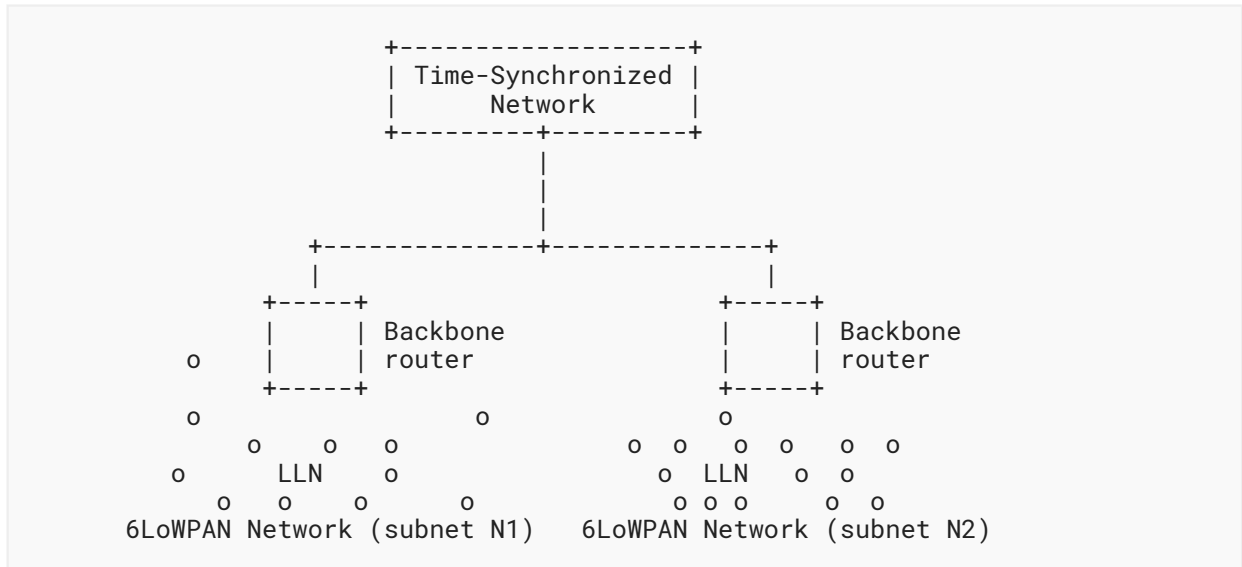 Time-Synchronized
Network
Backbone Backbone
router router
LLN LLN
6LoWPAN Network (subnet N1) 6LoWPAN Network (subnet N2)